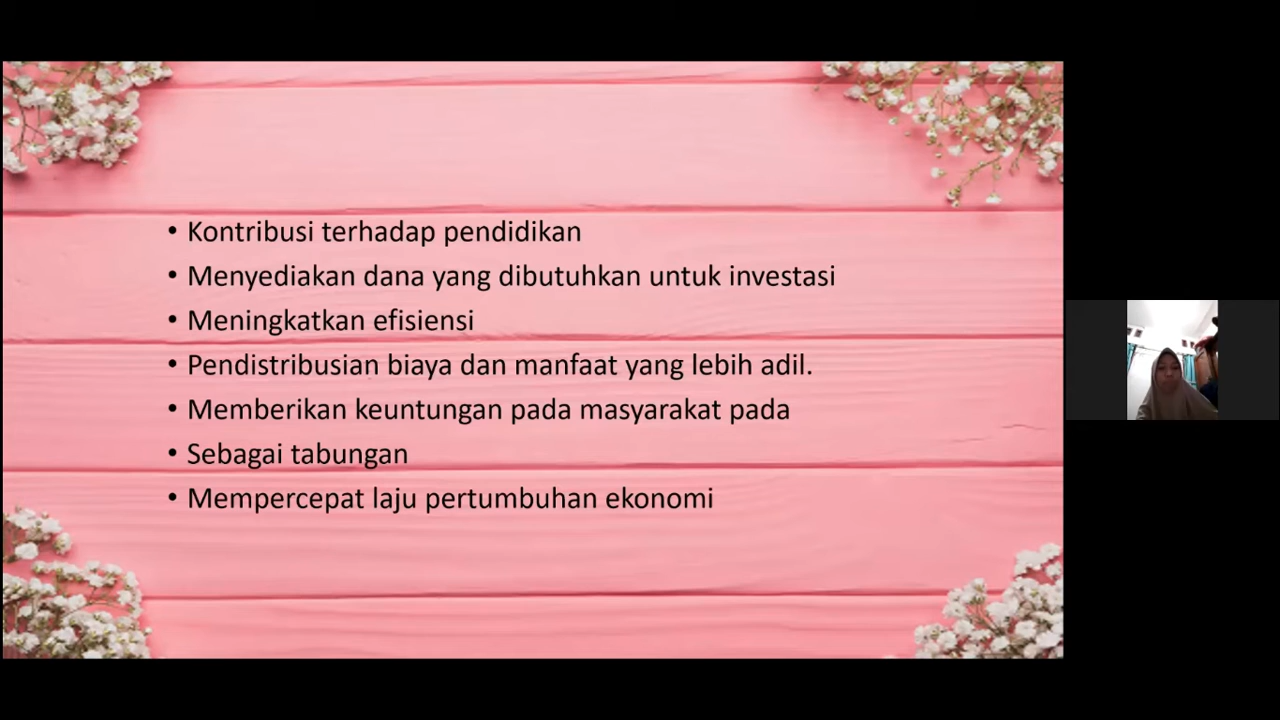 • Kontribusi terhadap pendidikan
• Menyediakan dana yang dibutuhkan untuk investasi
• Meningkatkan efisiensi
• Pendistribusian biaya dan manfaat yang lebih adil.
• Memberikan keuntungan pada masyarakat pada
• Sebagai tabungan
• Mempercepat laju pertumbuhan ekonomi